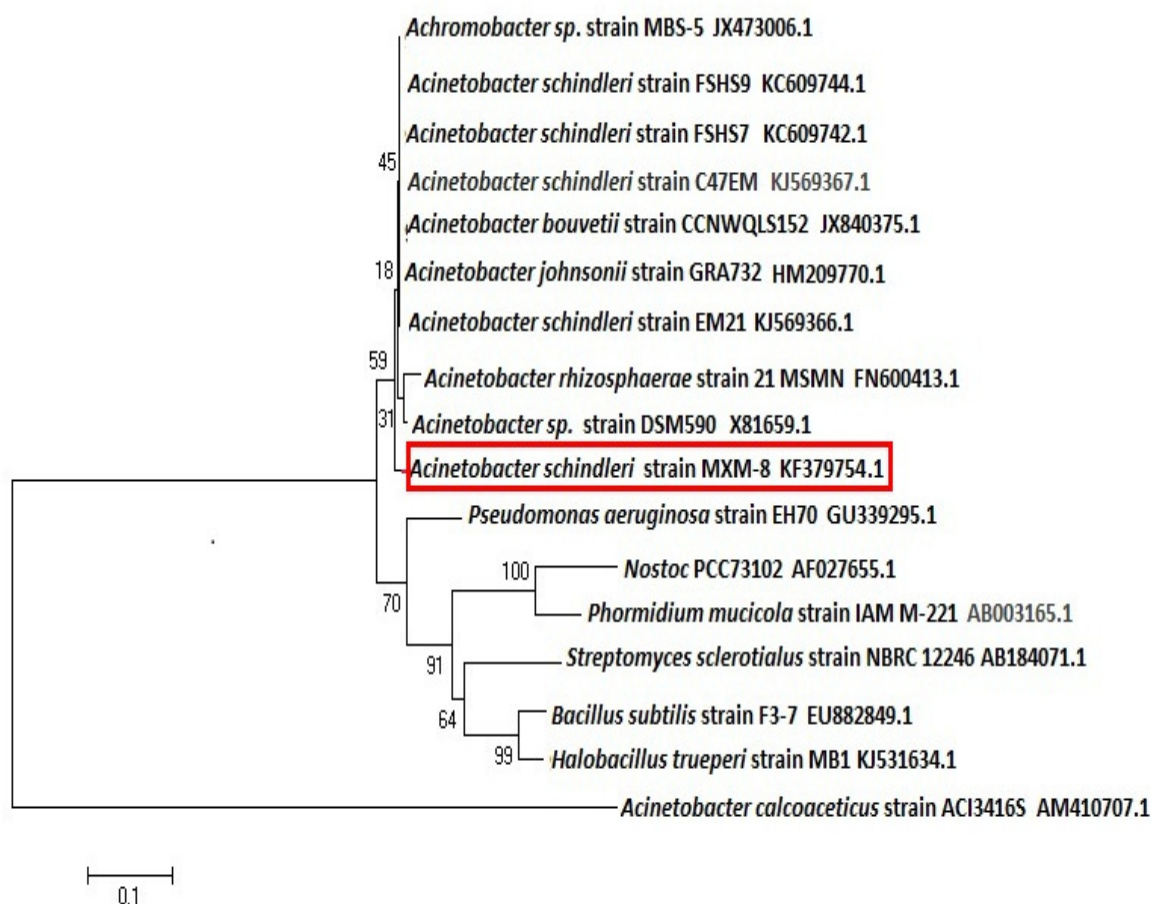 Achromobacter sp. strain MBS-5 JX473006.1
Acinetobacter schindleri strain FSHS9 KC609744.1
Acinetobacter schindleri strain FSHS7 KC609742.1
45
Acinetobacter schindleri strain C47EM KJ569367.1
Acinetobacter bouvetii strain CCNWQLS152 JX840375.1
18
Acinetobacter johnsonii strain GRA732 HM209770.1
Acinetobacter schindleri strain EM21 KJ569366.1
59
Acinetobacter rhizosphaerae strain 21 MSMN FN600413.1
31
Acinetobacter sp. strain DSM590 X81659.1
Acinetobacter schindleri strain MXM-8 KF379754.1
Pseudomonas aeruginosa strain EH70 GU339295.1
100
Nostoc PCC73102 AF027655.1
70
Phormidium mucicola strain IAM M-221 AB003165.1
91
Streptomyces sclerotialus strain NBRC 12246 AB184071.1
64
Bacillus subtilis strain F3-7 EU882849.1
99
Halobacillus trueperi strain MB1 KJ531634.1
Acinetobacter calcoaceticus strain ACI3416S AM410707.1
0.1